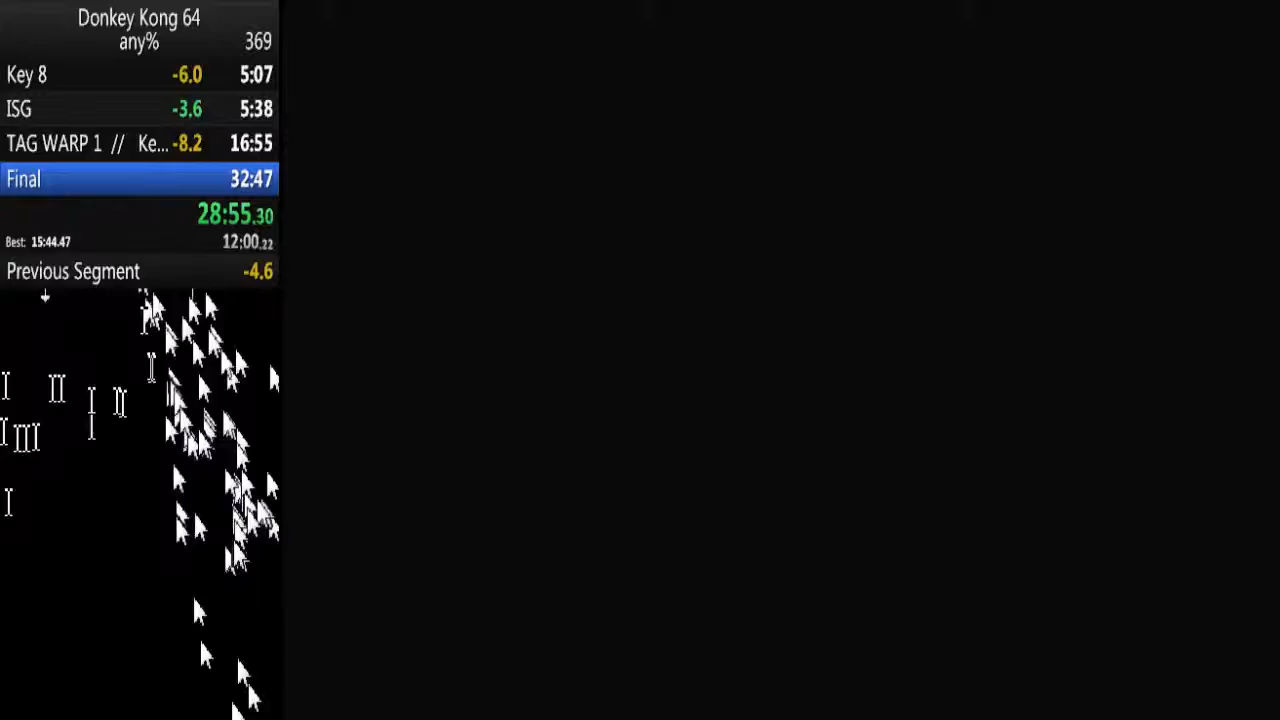 Donkey Kong 64
any% 369
Key 8 -6.0 5:07
ISG -3.6 5:38
TAG WARP 1 // Ke... -8.2 16:55
Final 32:47
28:55.30
Best: 15:44.47 12:00.22
Previous Segment -4.6